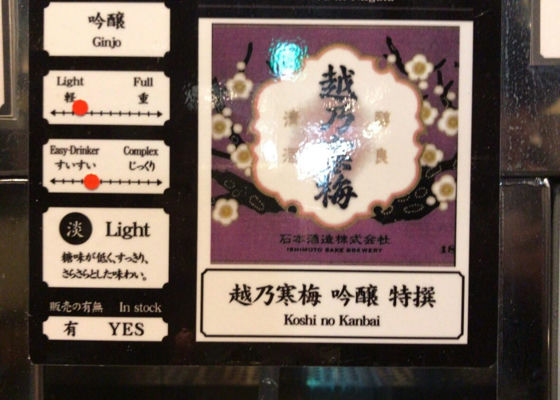 吟醸
Ginjo
Light Full
軽 重
Easy-Drinker Complex
すいすい じっくり
淡 Light
糖味が低く、すっきり、
さらさらとした味わい。
販売の有無 In stock
有 YES
越乃寒梅
石本酒造株式会社
ISHIMOTO SAKE BREWERY
18
越乃寒梅 吟醸 特撰
Koshi no Kanbai